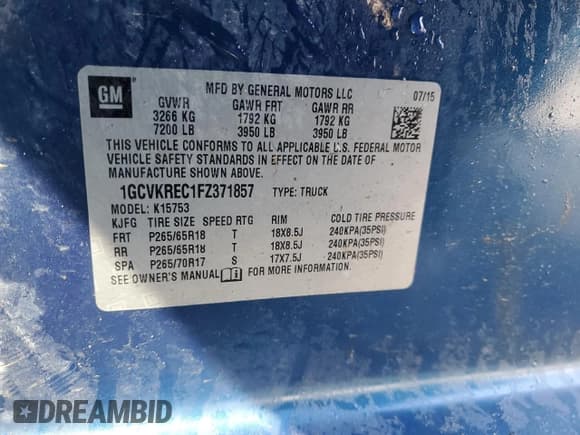 GM
MFD BY GENERAL MOTORS LLC 07/15
GVWR GAWR FRT GAWR RR
3266 KG 1792 KG 1792 KG
7200 LB 3950 LB 3950 LB
THIS VEHICLE CONFORMS TO ALL APPLICABLE U.S. FEDERAL MOTOR
VEHICLE SAFETY STANDARDS IN EFFECT ON THE DATE OF
MANUFACTURE SHOWN ABOVE.
1GCVKREC1FZ371857 TYPE: TRUCK
MODEL: K15753
KJFG TIRE SIZE SPEED RTG RIM COLD TIRE PRESSURE
FRT P265/65R18 T 18X8.5J 240KPA(35PSI)
RR P265/65R18 T 18X8.5J 240KPA(35PSI)
SPA P265/70R17 S 17X7.5J 240KPA(35PSI)
SEE OWNER'S MANUAL FOR MORE INFORMATION.
DREAMBID